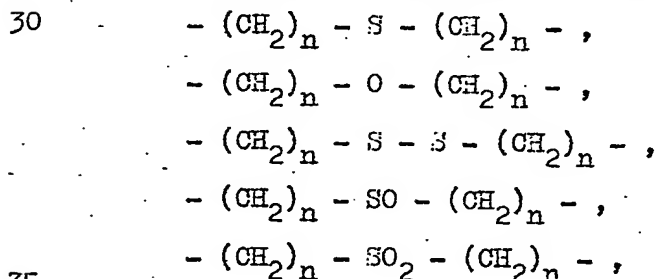 30 - (CH₂)ₙ - S - (CH₂)ₙ - ,
- (CH₂)ₙ - O - (CH₂)ₙ - ,
- (CH₂)ₙ - S - S - (CH₂)ₙ - ,
- (CH₂)ₙ - SO - (CH₂)ₙ - ,
- (CH₂)ₙ - SO₂ - (CH₂)ₙ - ,
35